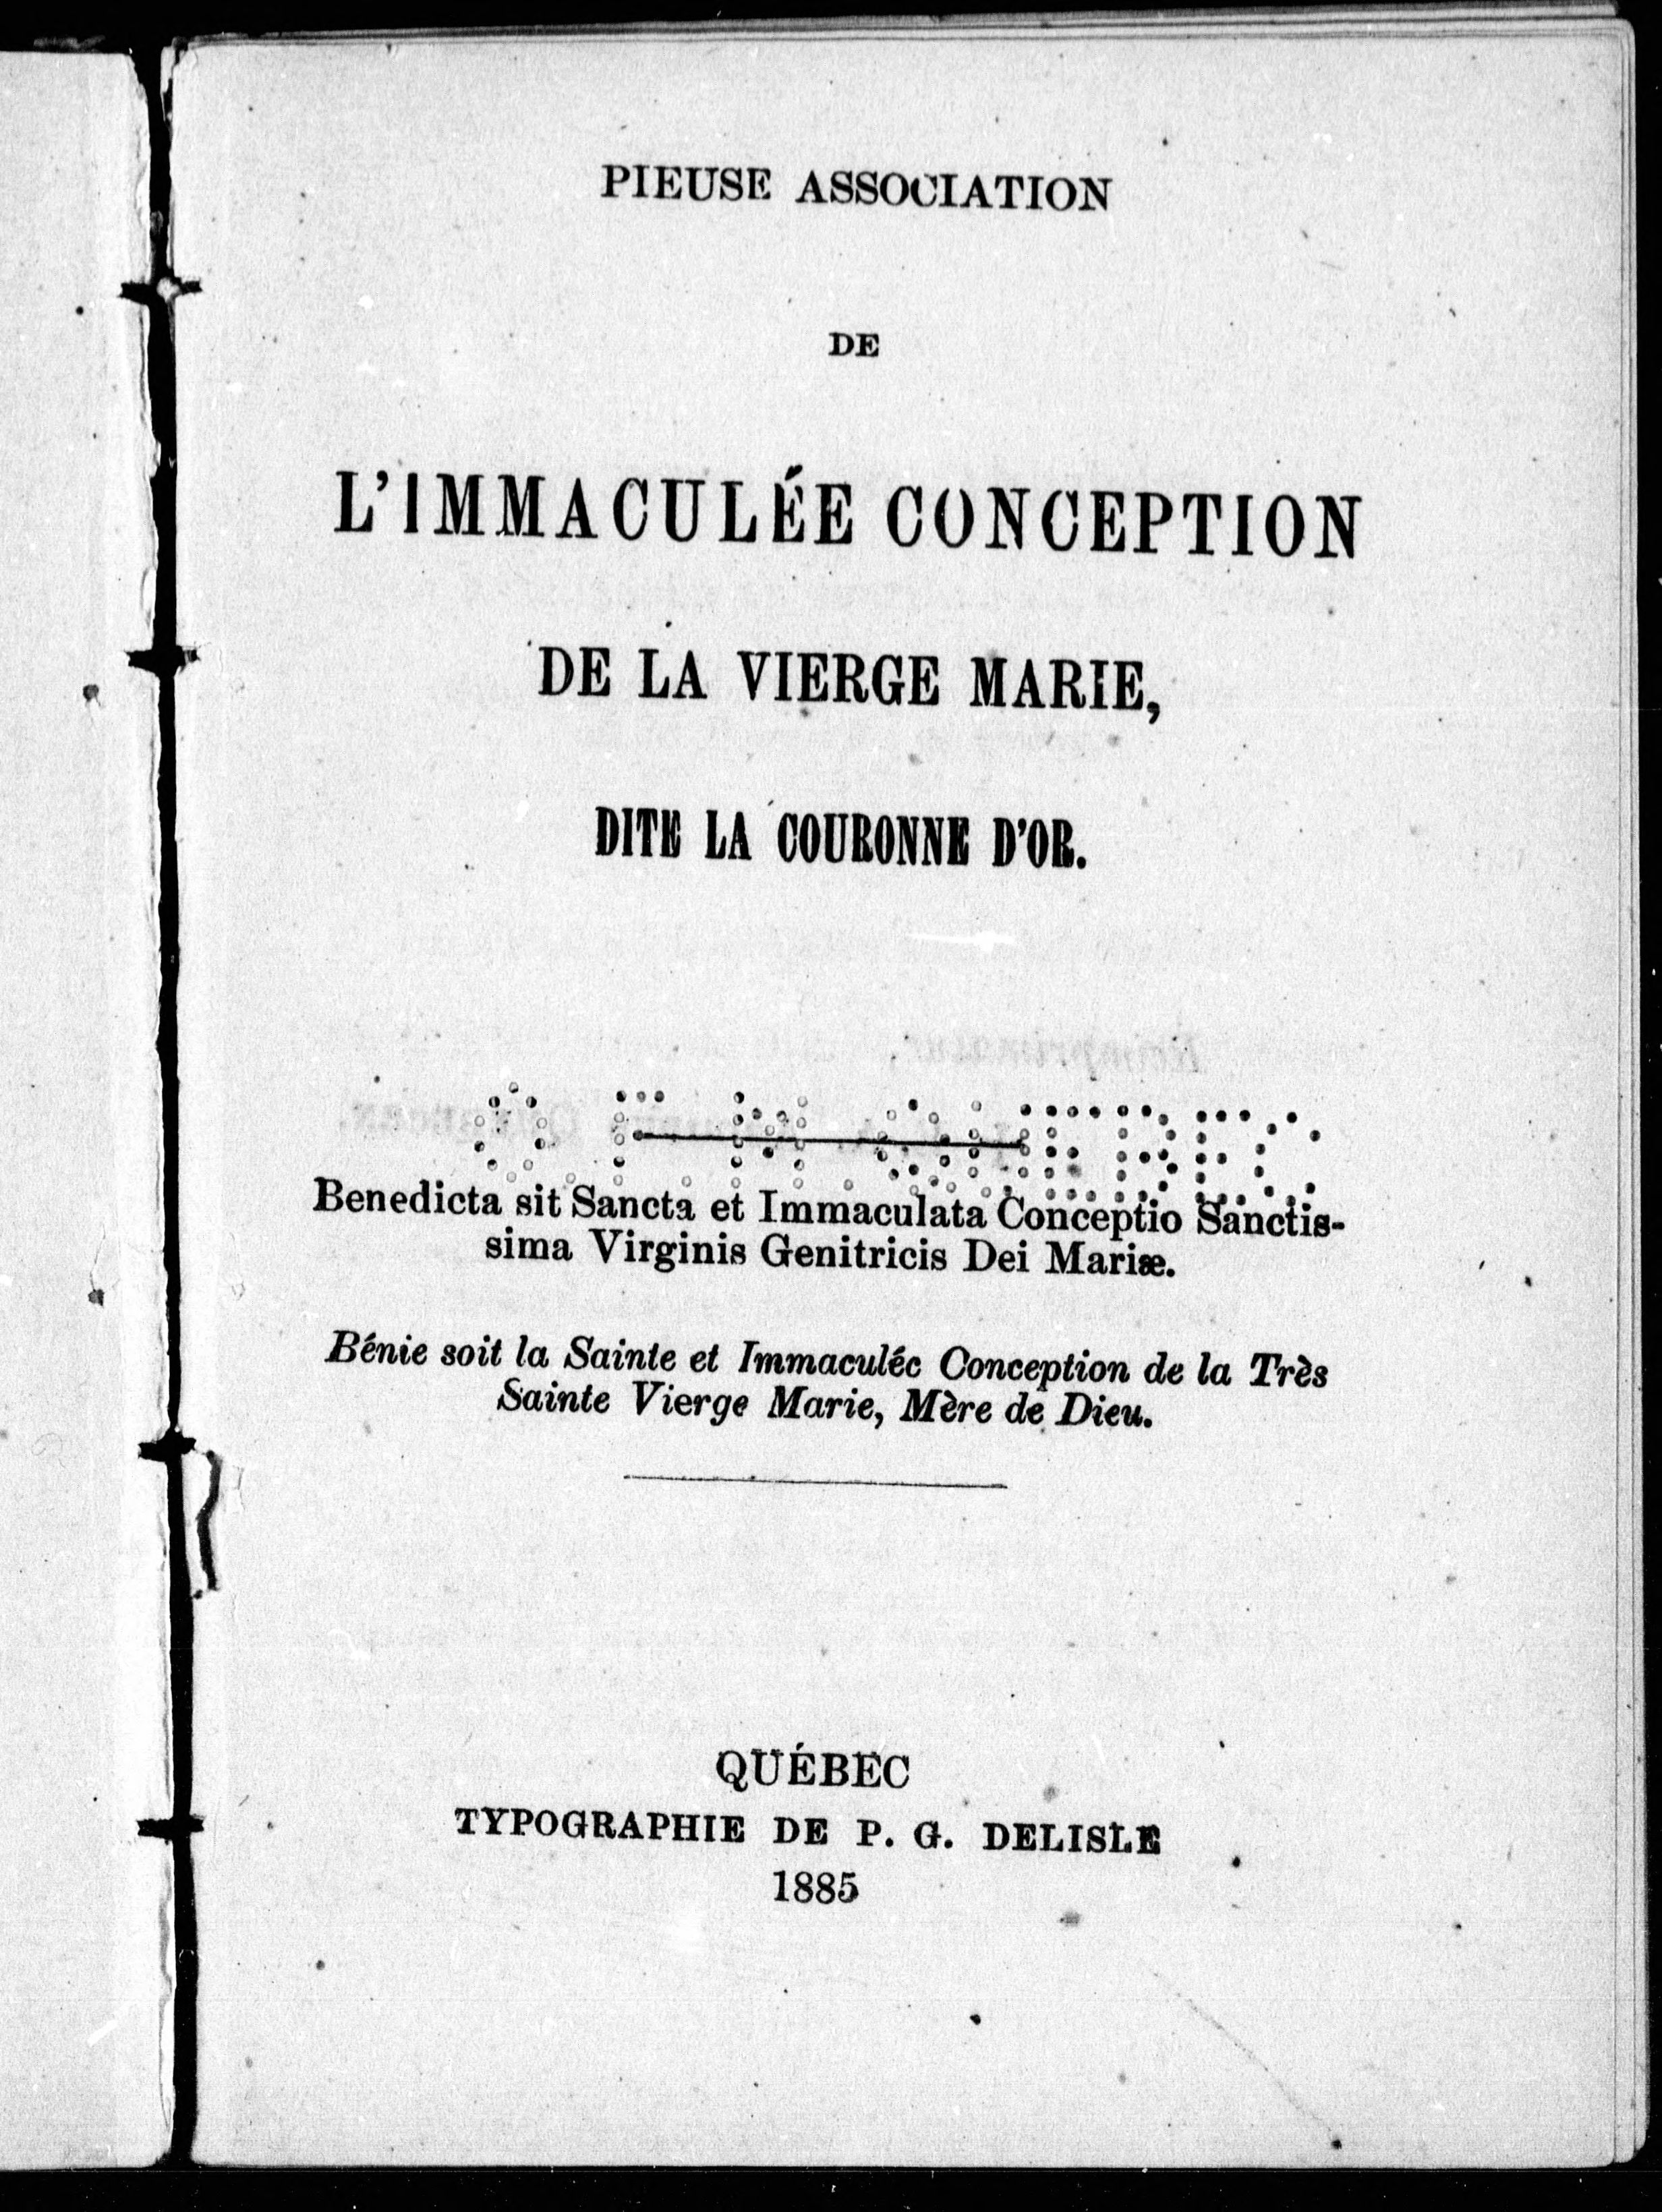 PIEUSE ASSOCIATION
DE
L'IMMACULÉE CONCEPTION
DE LA VIERGE MARIE,
DITE LA COURONNE D'OR.
Benedicta sit Sancta et Immaculata Conceptio Sanctis-
sima Virginis Genitricis Dei Mariæ.
Bénie soit la Sainte et Immaculée Conception de la Très
Sainte Vierge Marie, Mère de Dieu.
QUÉBEC
TYPOGRAPHIE DE P. G. DELISLE
1885